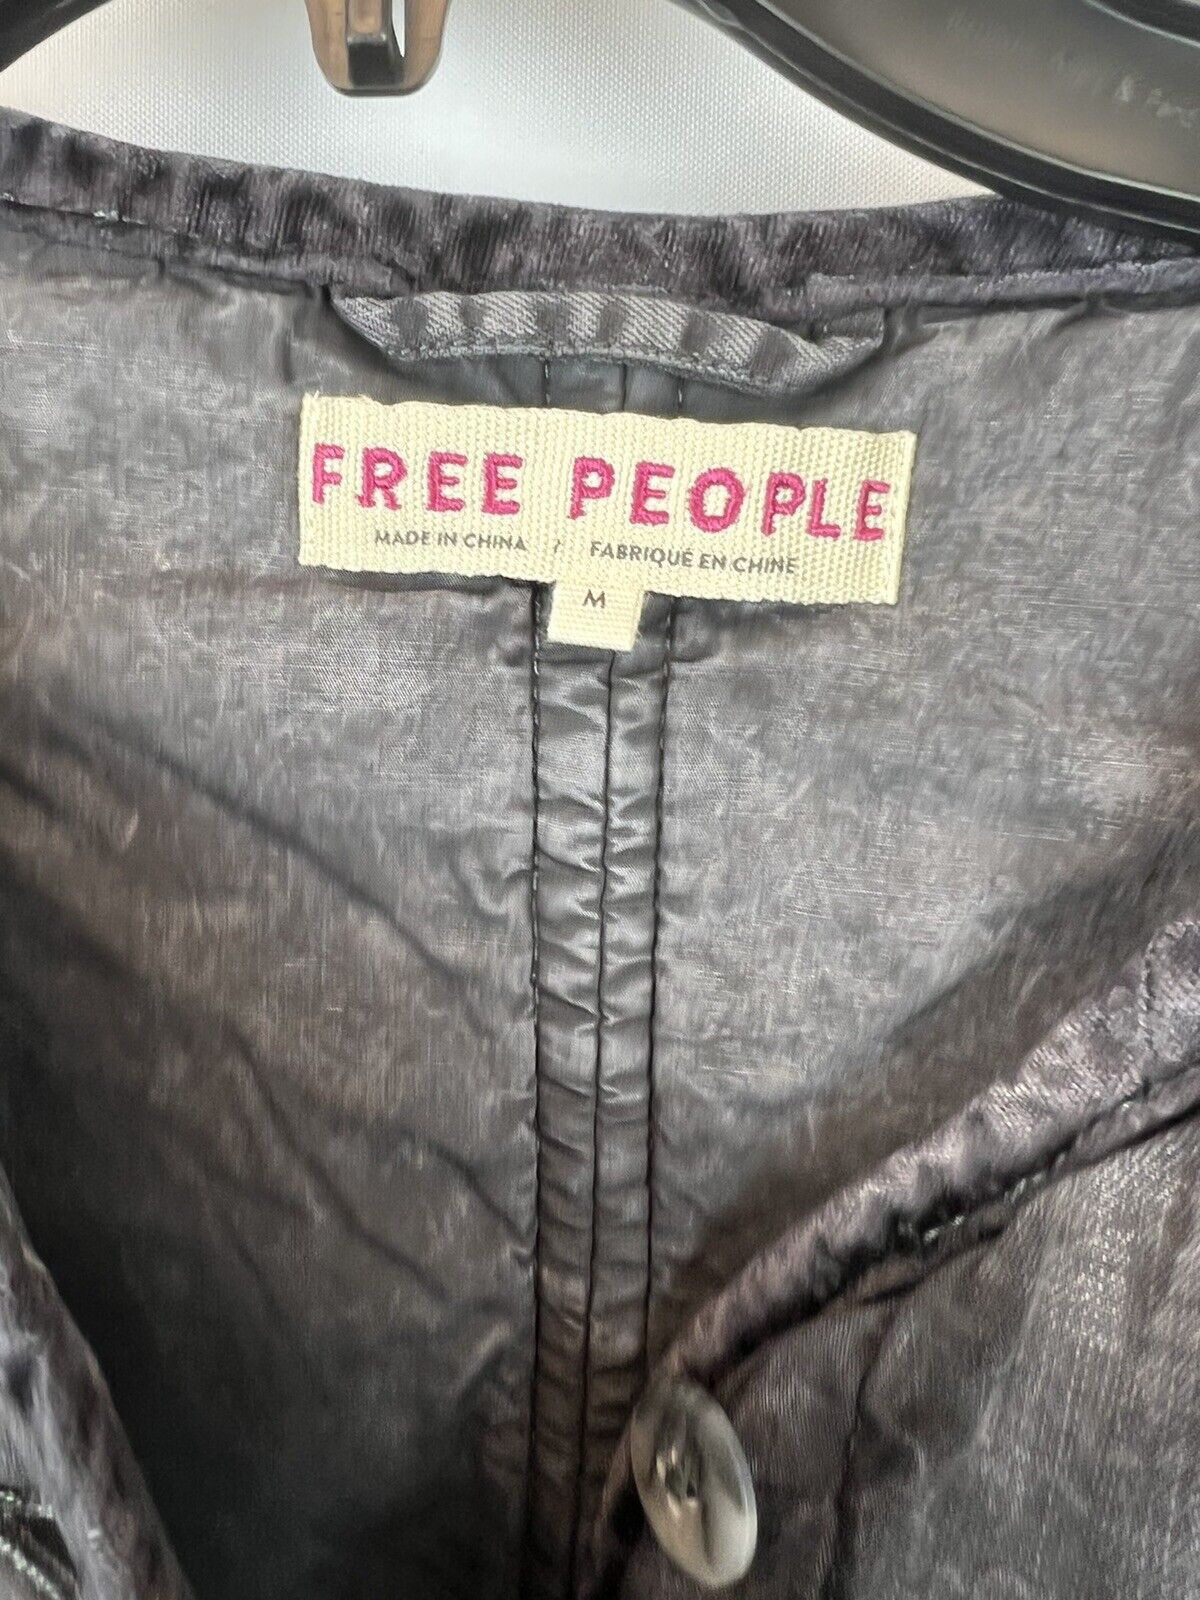 FREE PEOPLE
MADE IN CHINA / FABRIQUÉ EN CHINE
M